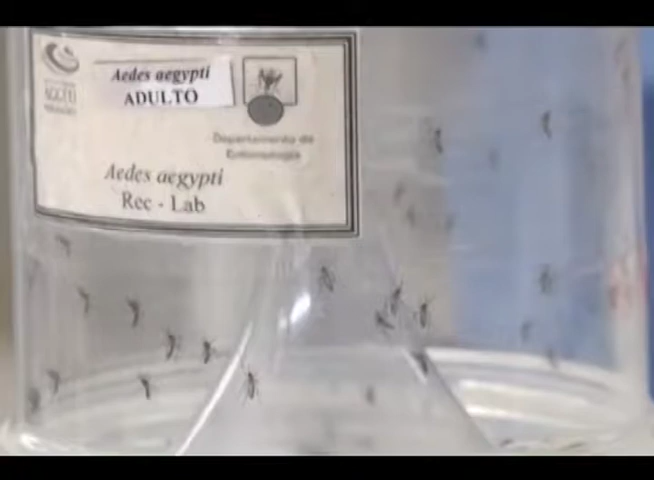 Aedes aegypti
ADULTO
Departamento de
Entomologia
Aedes aegypti
Rec - Lab